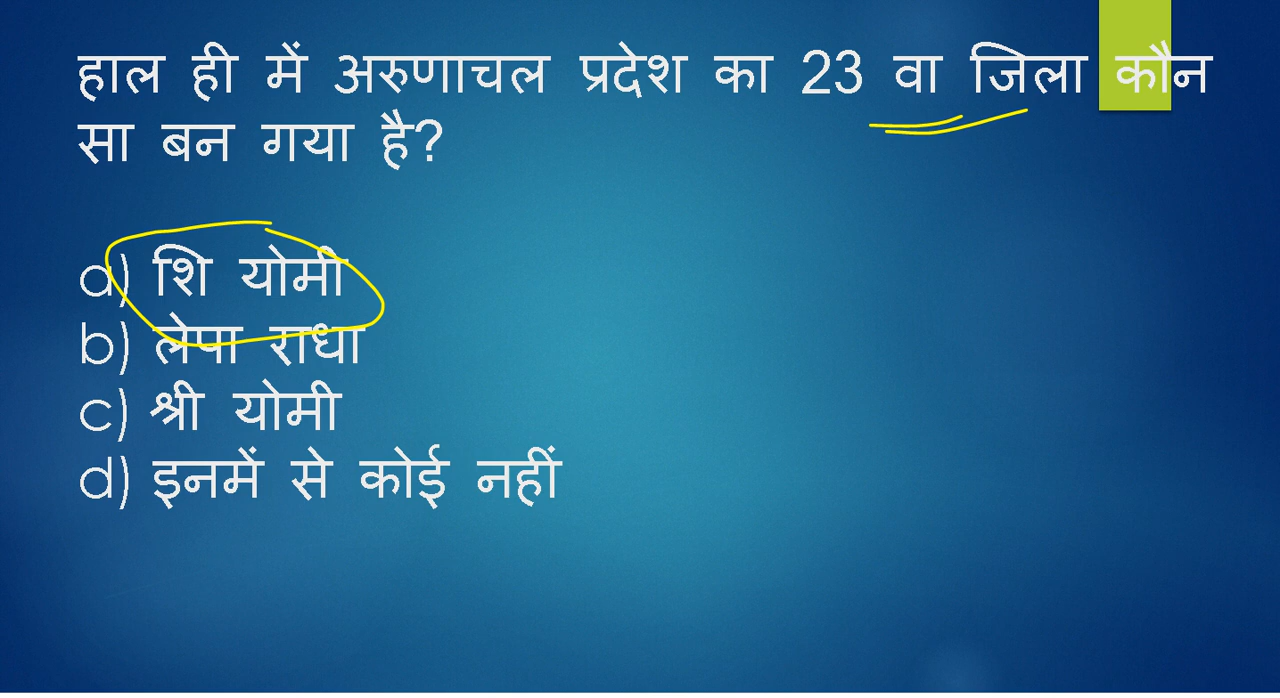 हाल ही में अरुणाचल प्रदेश का 23 वा जिला कौन
सा बन गया है?
a) शि योमी
b) लेपा राधा
c) श्री योमी
d) इनमें से कोई नहीं